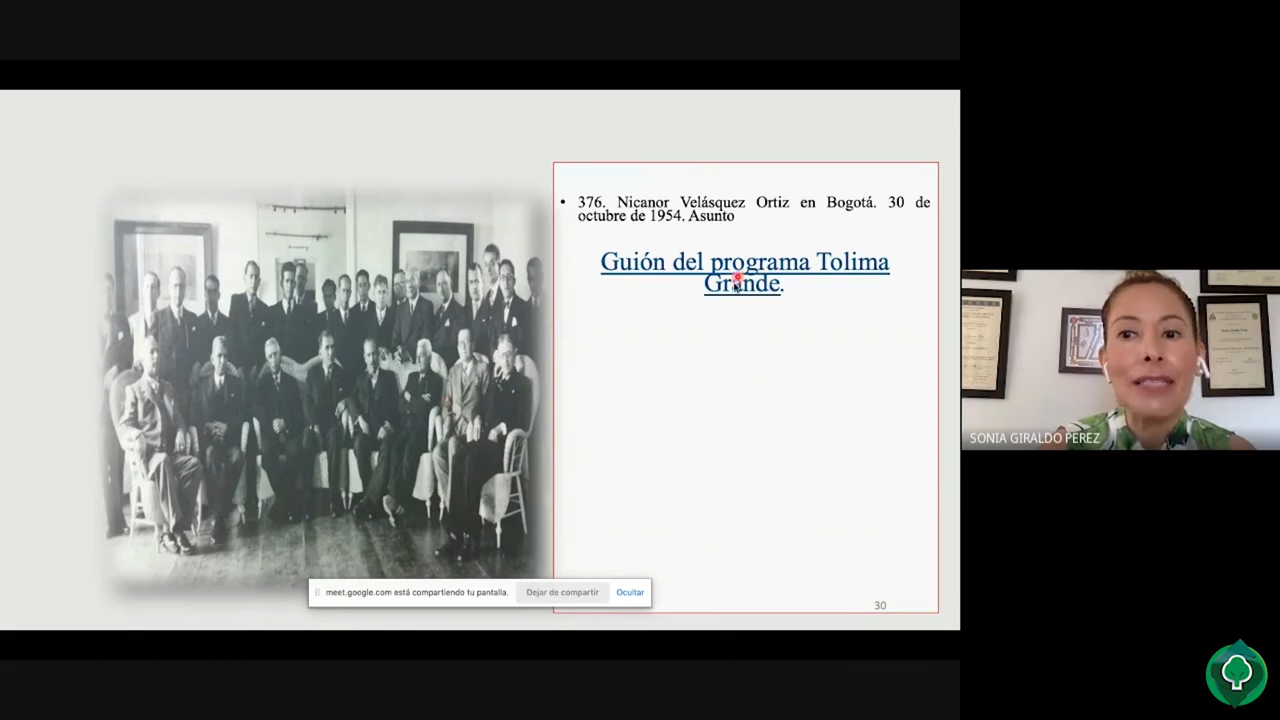 • 376. Nicanor Velásquez Ortiz en Bogotá. 30 de
octubre de 1954. Asunto
Guión del programa Tolima
Grande.
SONIA GIRALDO PEREZ
meet.google.com está compartiendo tu pantalla. Dejar de compartir Ocultar
30